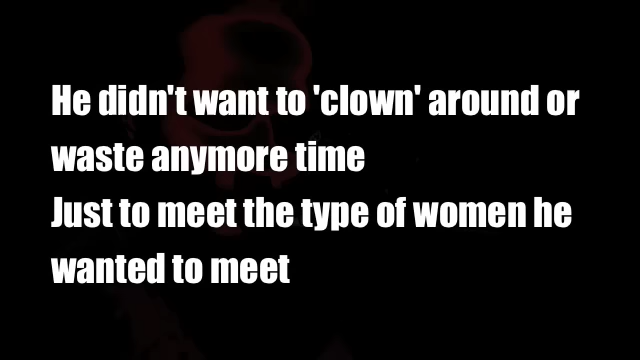 He didn't want to 'clown' around or
waste anymore time
Just to meet the type of women he
wanted to meet